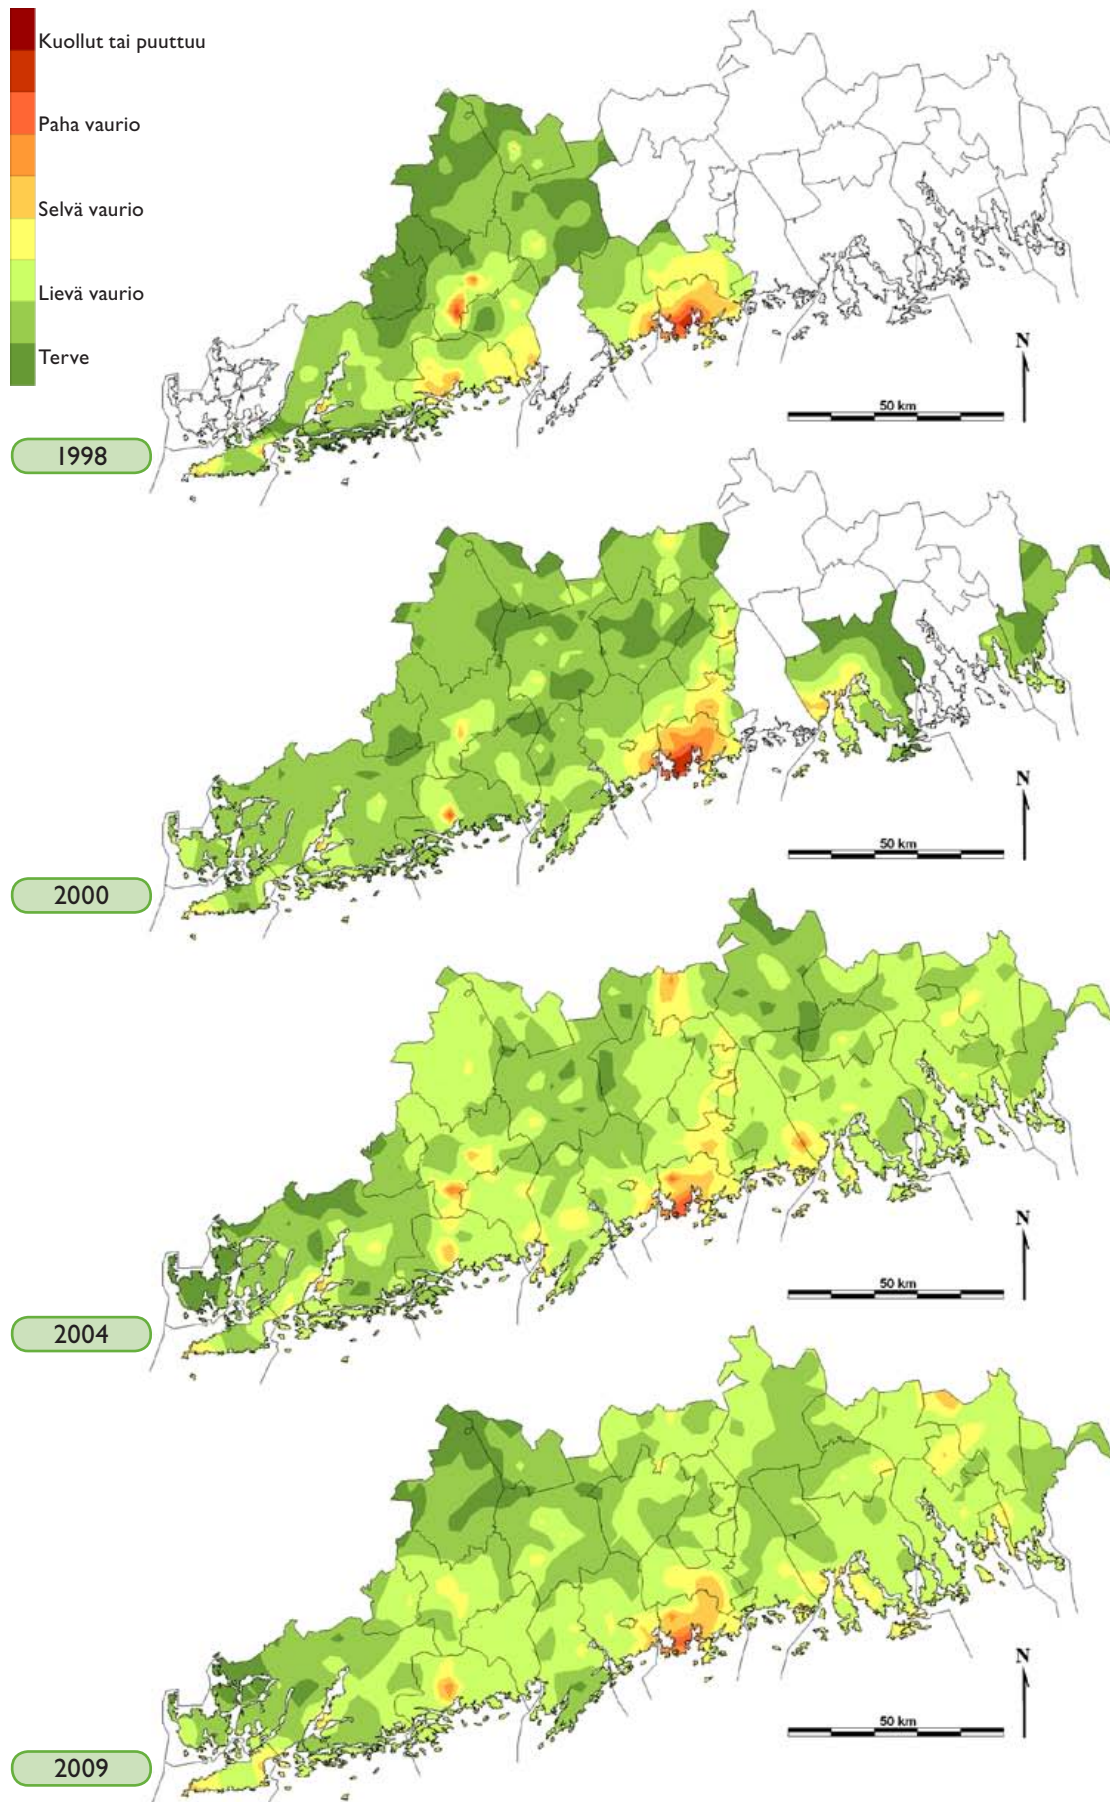 Kuollut tai puuttuu
Paha vaurio
Selvä vaurio
Lievä vaurio
Terve
N
50 km
1998
N
50 km
2000
N
50 km
2004
N
50 km
2009